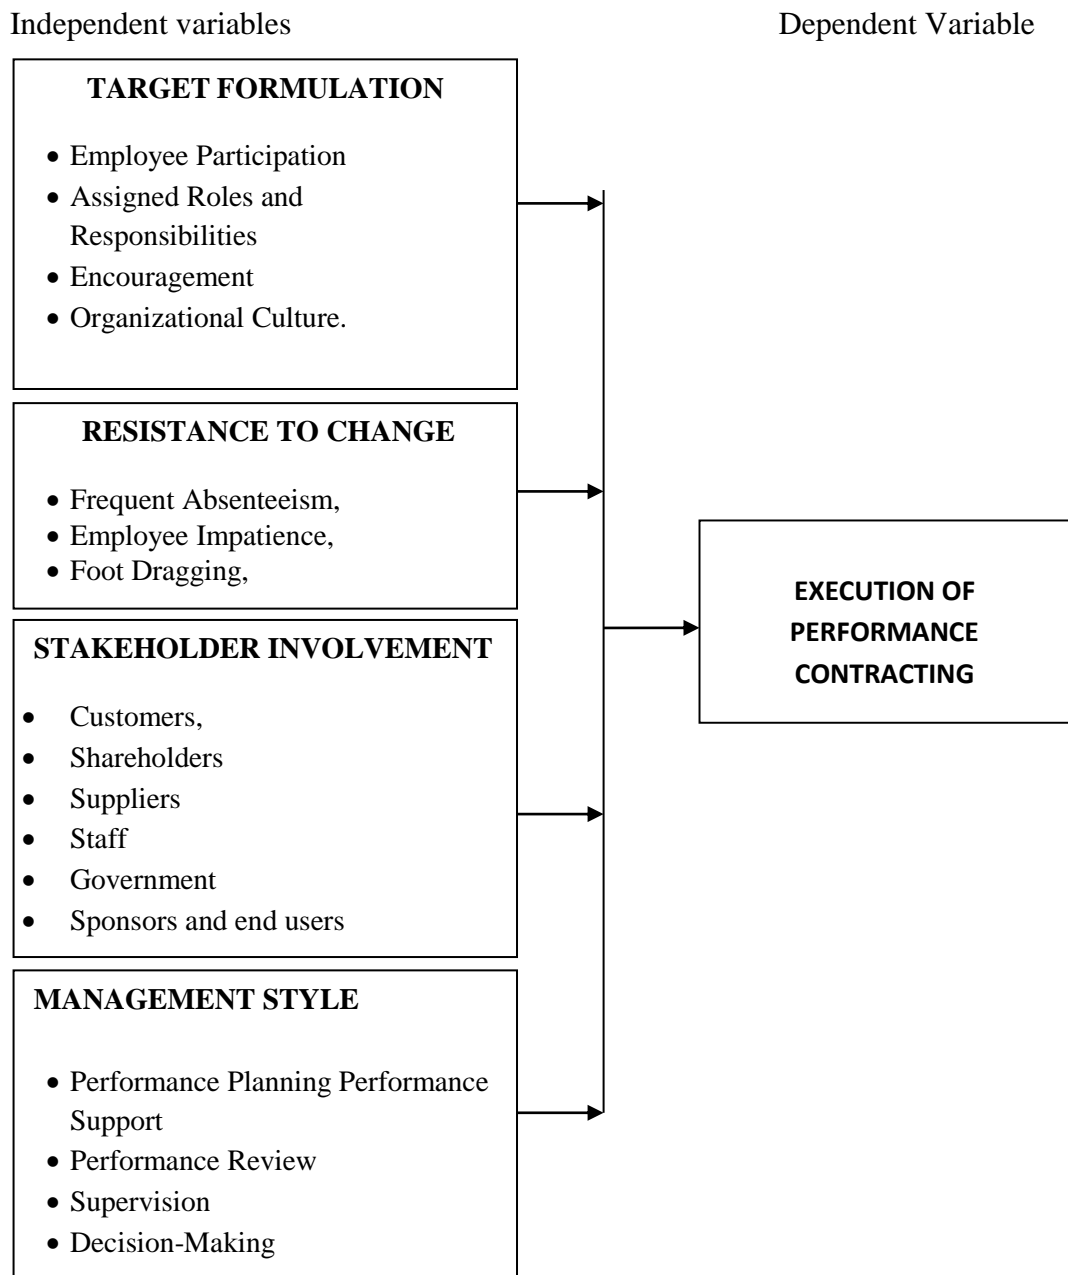 Independent variables
Dependent Variable
TARGET FORMULATION
• Employee Participation
• Assigned Roles and
Responsibilities
• Encouragement
• Organizational Culture.
RESISTANCE TO CHANGE
• Frequent Absenteeism,
• Employee Impatience,
• Foot Dragging,
STAKEHOLDER INVOLVEMENT
• Customers,
• Shareholders
• Suppliers
• Staff
• Government
• Sponsors and end users
MANAGEMENT STYLE
• Performance Planning Performance
Support
• Performance Review
• Supervision
• Decision-Making
EXECUTION OF
PERFORMANCE
CONTRACTING